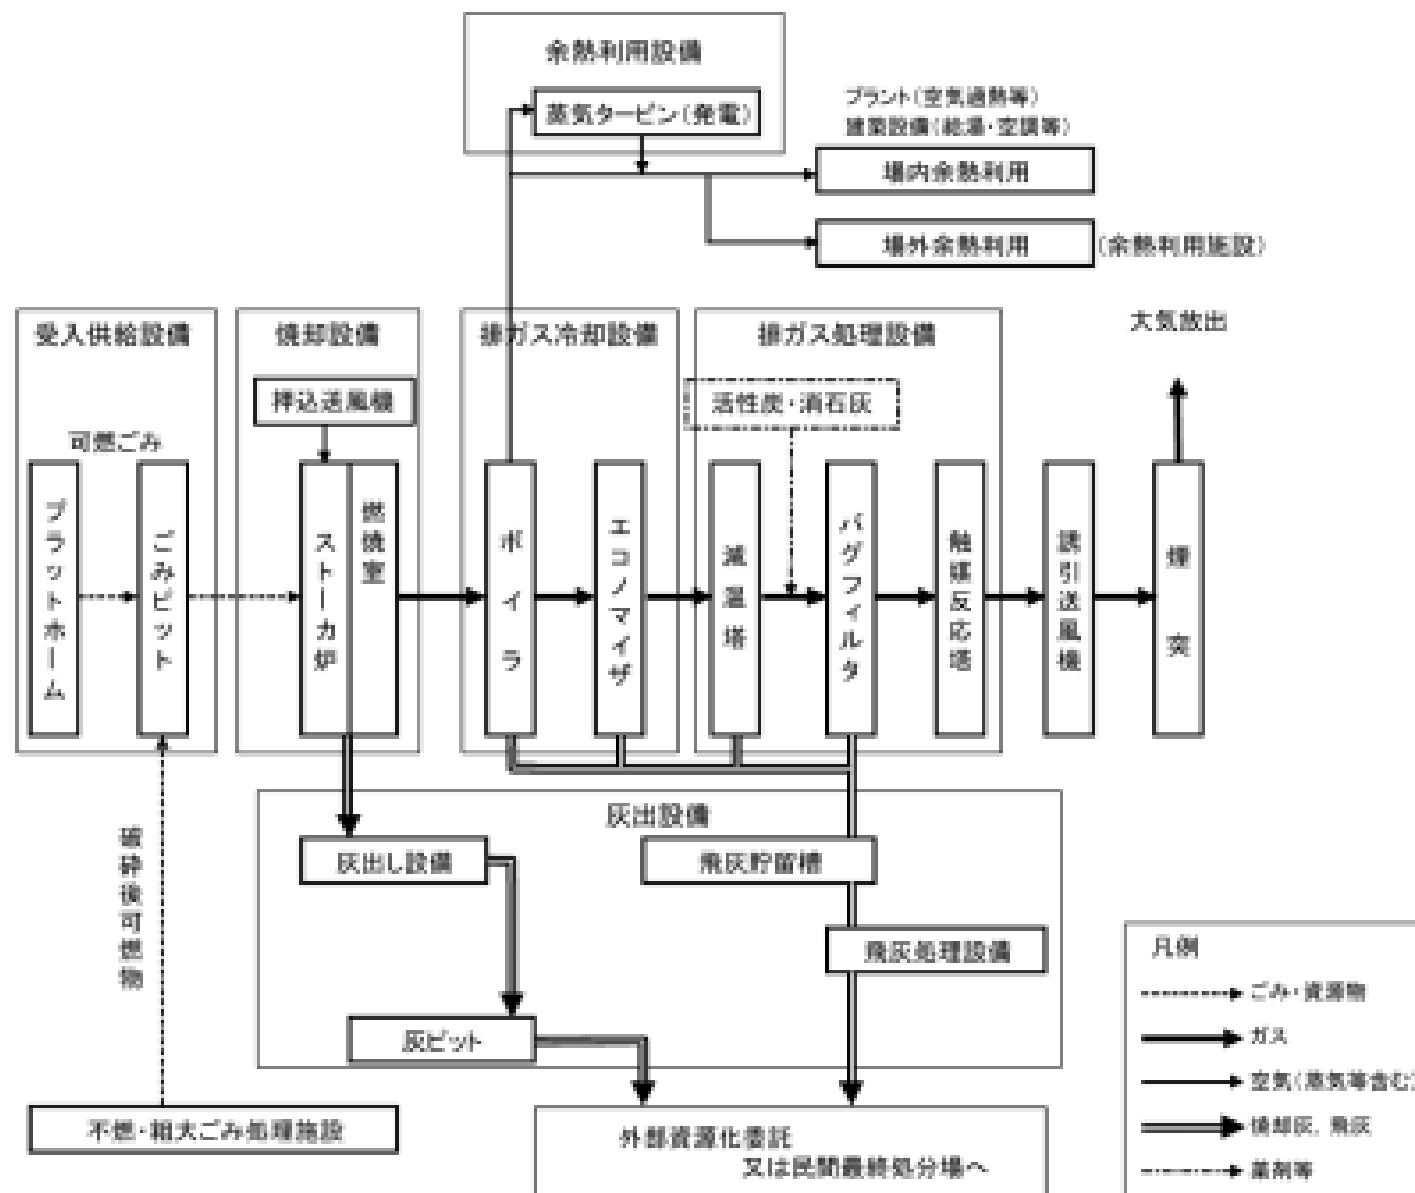 余熱利用設備
蒸気タービン(発電)
プラント(空気過熱等)
建築設備(給湯・空調等)
場内余熱利用
場外余熱利用
(余熱利用施設)
受入供給設備
焼却設備
排ガス冷却設備
排ガス処理設備
大気放出
押込送風機
活性炭・消石灰
可燃ごみ
プラットホーム
ごみピット
ストーカ炉
燃焼室
ボイラ
エコノマイザ
減温塔
バグフィルタ
触媒反応塔
誘引送風機
煙突
灰出設備
灰出し設備
飛灰貯留槽
飛灰処理設備
灰ピット
破砕後可燃物
不燃・粗大ごみ処理施設
外部資源化委託
又は民間最終処分場へ
凡例
ごみ・資源物
ガス
空気(蒸気等含む)
焼却灰, 飛灰
薬剤等